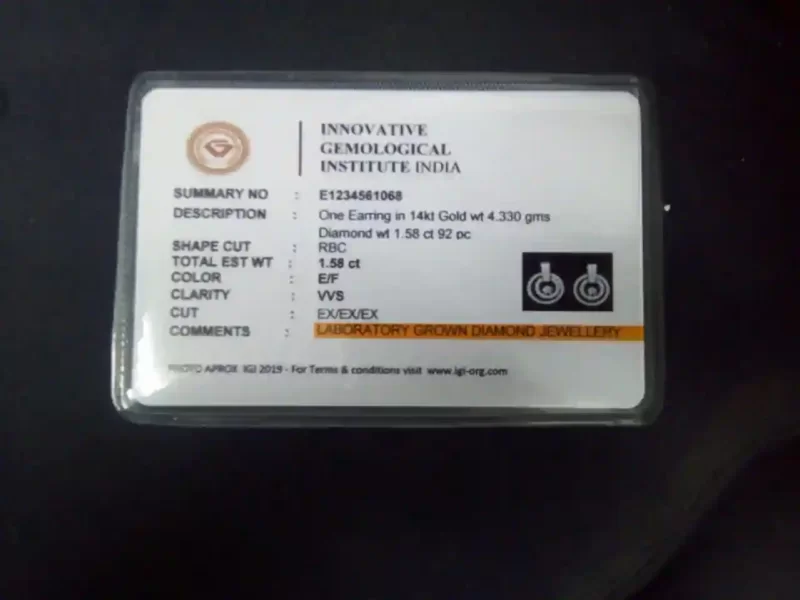 INNOVATIVE
GEMOLOGICAL
INSTITUTE INDIA
SUMMARY NO : E1234561068
DESCRIPTION : One Earring in 14kt Gold wt 4.330 gms
Diamond wt 1.58 ct 92 pc
SHAPE CUT : RBC
TOTAL EST WT : 1.58 ct
COLOR : E/F
CLARITY : VVS
CUT : EX/EX/EX
COMMENTS : LABORATORY GROWN DIAMOND JEWELLERY
PHOTO APROX IGI 2019 - For Terms & conditions visit www.igi-org.com